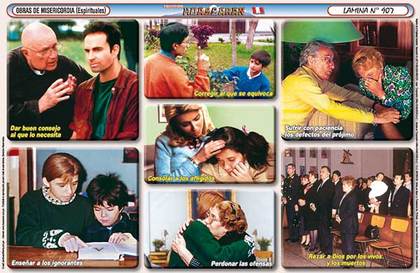 OBRAS DE MISERICORDIA (Espirituales)
HUASCARAN
LAMINA N° 907
Dar buen consejo
al que lo necesita
Corregir al que se equivoca
Sufrir con paciencia
los defectos del prójimo
Consolar a los afligidos
Enseñar a los ignorantes
Perdonar las ofensas
Rezar a Dios por los vivos
y los muertos